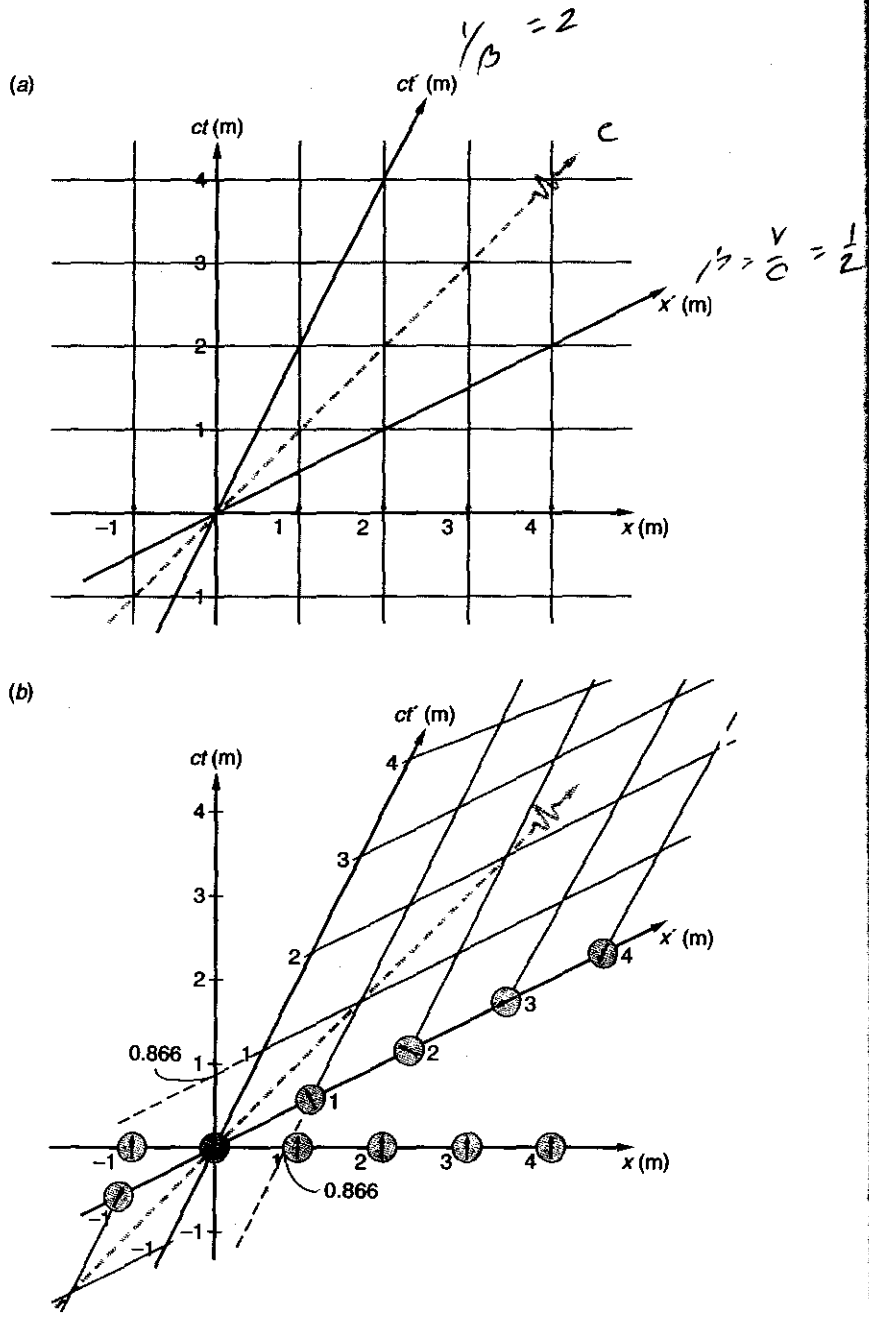 1/β = 2
(a)
ct′ (m)
ct (m)
c
4
β = v/c = 1/2
3
x′ (m)
2
1
-1
1
2
3
4
x (m)
1
(b)
ct′ (m)
ct (m)
4
4
3
3
x′ (m)
2
2
4
3
0.866
1
1
2
1
-1
1
2
3
4
x (m)
0.866
-1
-1
-1